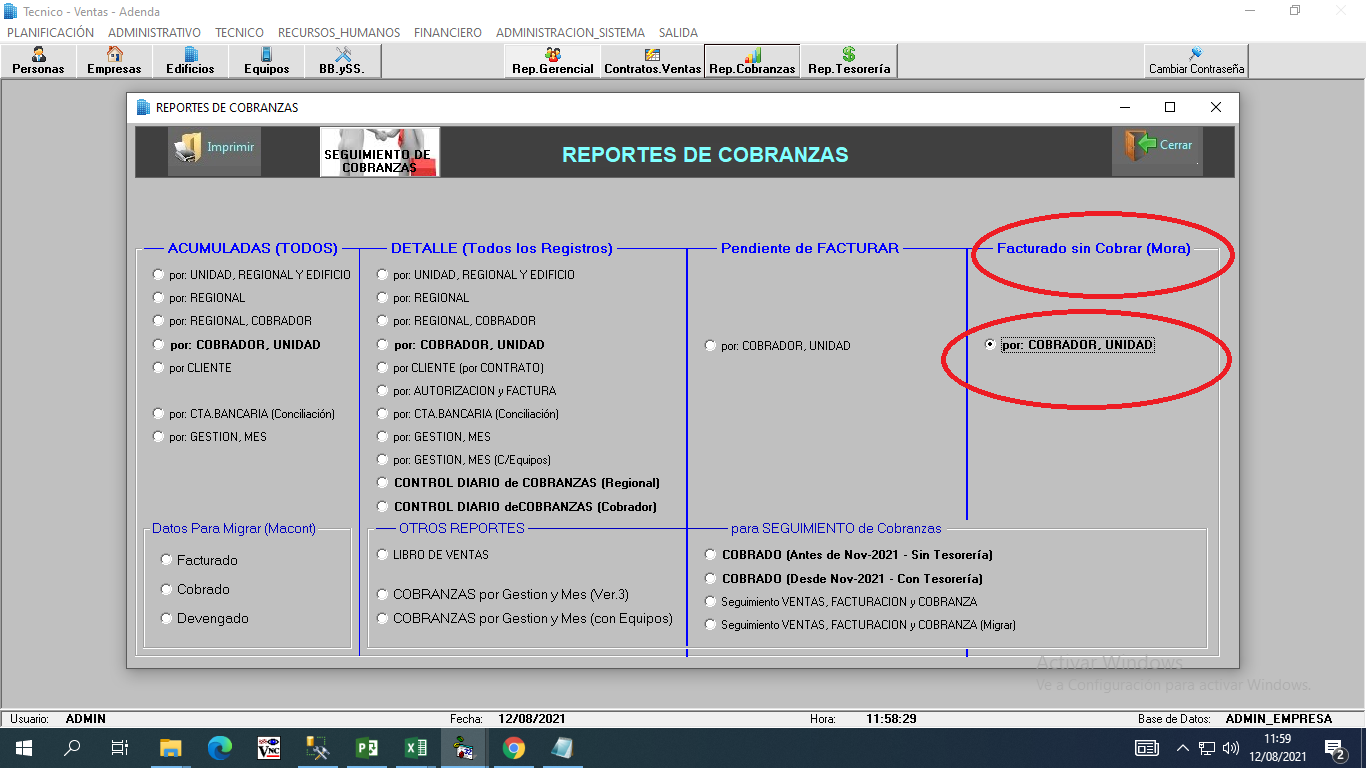 Tecnico - Ventas - Adenda
PLANIFICACIÓN ADMINISTRATIVO TECNICO RECURSOS_HUMANOS FINANCIERO ADMINISTRACION_SISTEMA SALIDA
Personas Empresas Edificios Equipos BB.ySS. Rep.Gerencial Contratos.Ventas Rep.Cobranzas Rep.Tesorería Cambiar Contraseña
REPORTES DE COBRANZAS
Imprimir
SEGUIMIENTO DE
COBRANZAS
REPORTES DE COBRANZAS
Cerrar
ACUMULADAS (TODOS)
por: UNIDAD, REGIONAL Y EDIFICIO
por: REGIONAL
por: REGIONAL, COBRADOR
por: COBRADOR, UNIDAD
por CLIENTE
por: CTA.BANCARIA (Conciliación)
por: GESTION, MES
DETALLE (Todos los Registros)
por: UNIDAD, REGIONAL Y EDIFICIO
por: REGIONAL
por: REGIONAL, COBRADOR
por: COBRADOR, UNIDAD
por CLIENTE (por CONTRATO)
por: AUTORIZACION y FACTURA
por: CTA.BANCARIA (Conciliación)
por: GESTION, MES
por: GESTION, MES (C/Equipos)
CONTROL DIARIO de COBRANZAS (Regional)
CONTROL DIARIO deCOBRANZAS (Cobrador)
Pendiente de FACTURAR
por: COBRADOR, UNIDAD
Facturado sin Cobrar (Mora)
por: COBRADOR, UNIDAD
Datos Para Migrar (Macont)
Facturado
Cobrado
Devengado
OTROS REPORTES
LIBRO DE VENTAS
COBRANZAS por Gestion y Mes (Ver.3)
COBRANZAS por Gestion y Mes (con Equipos)
para SEGUIMIENTO de Cobranzas
COBRADO (Antes de Nov-2021 - Sin Tesorería)
COBRADO (Desde Nov-2021 - Con Tesorería)
Seguimiento VENTAS, FACTURACION y COBRANZA
Seguimiento VENTAS, FACTURACION y COBRANZA (Migrar)
Activar Windows
Ve a Configuración para activar Windows.
Usuario: ADMIN Fecha: 12/08/2021 Hora: 11:58:29 Base de Datos: ADMIN_EMPRESA
11:59
12/08/2021
2